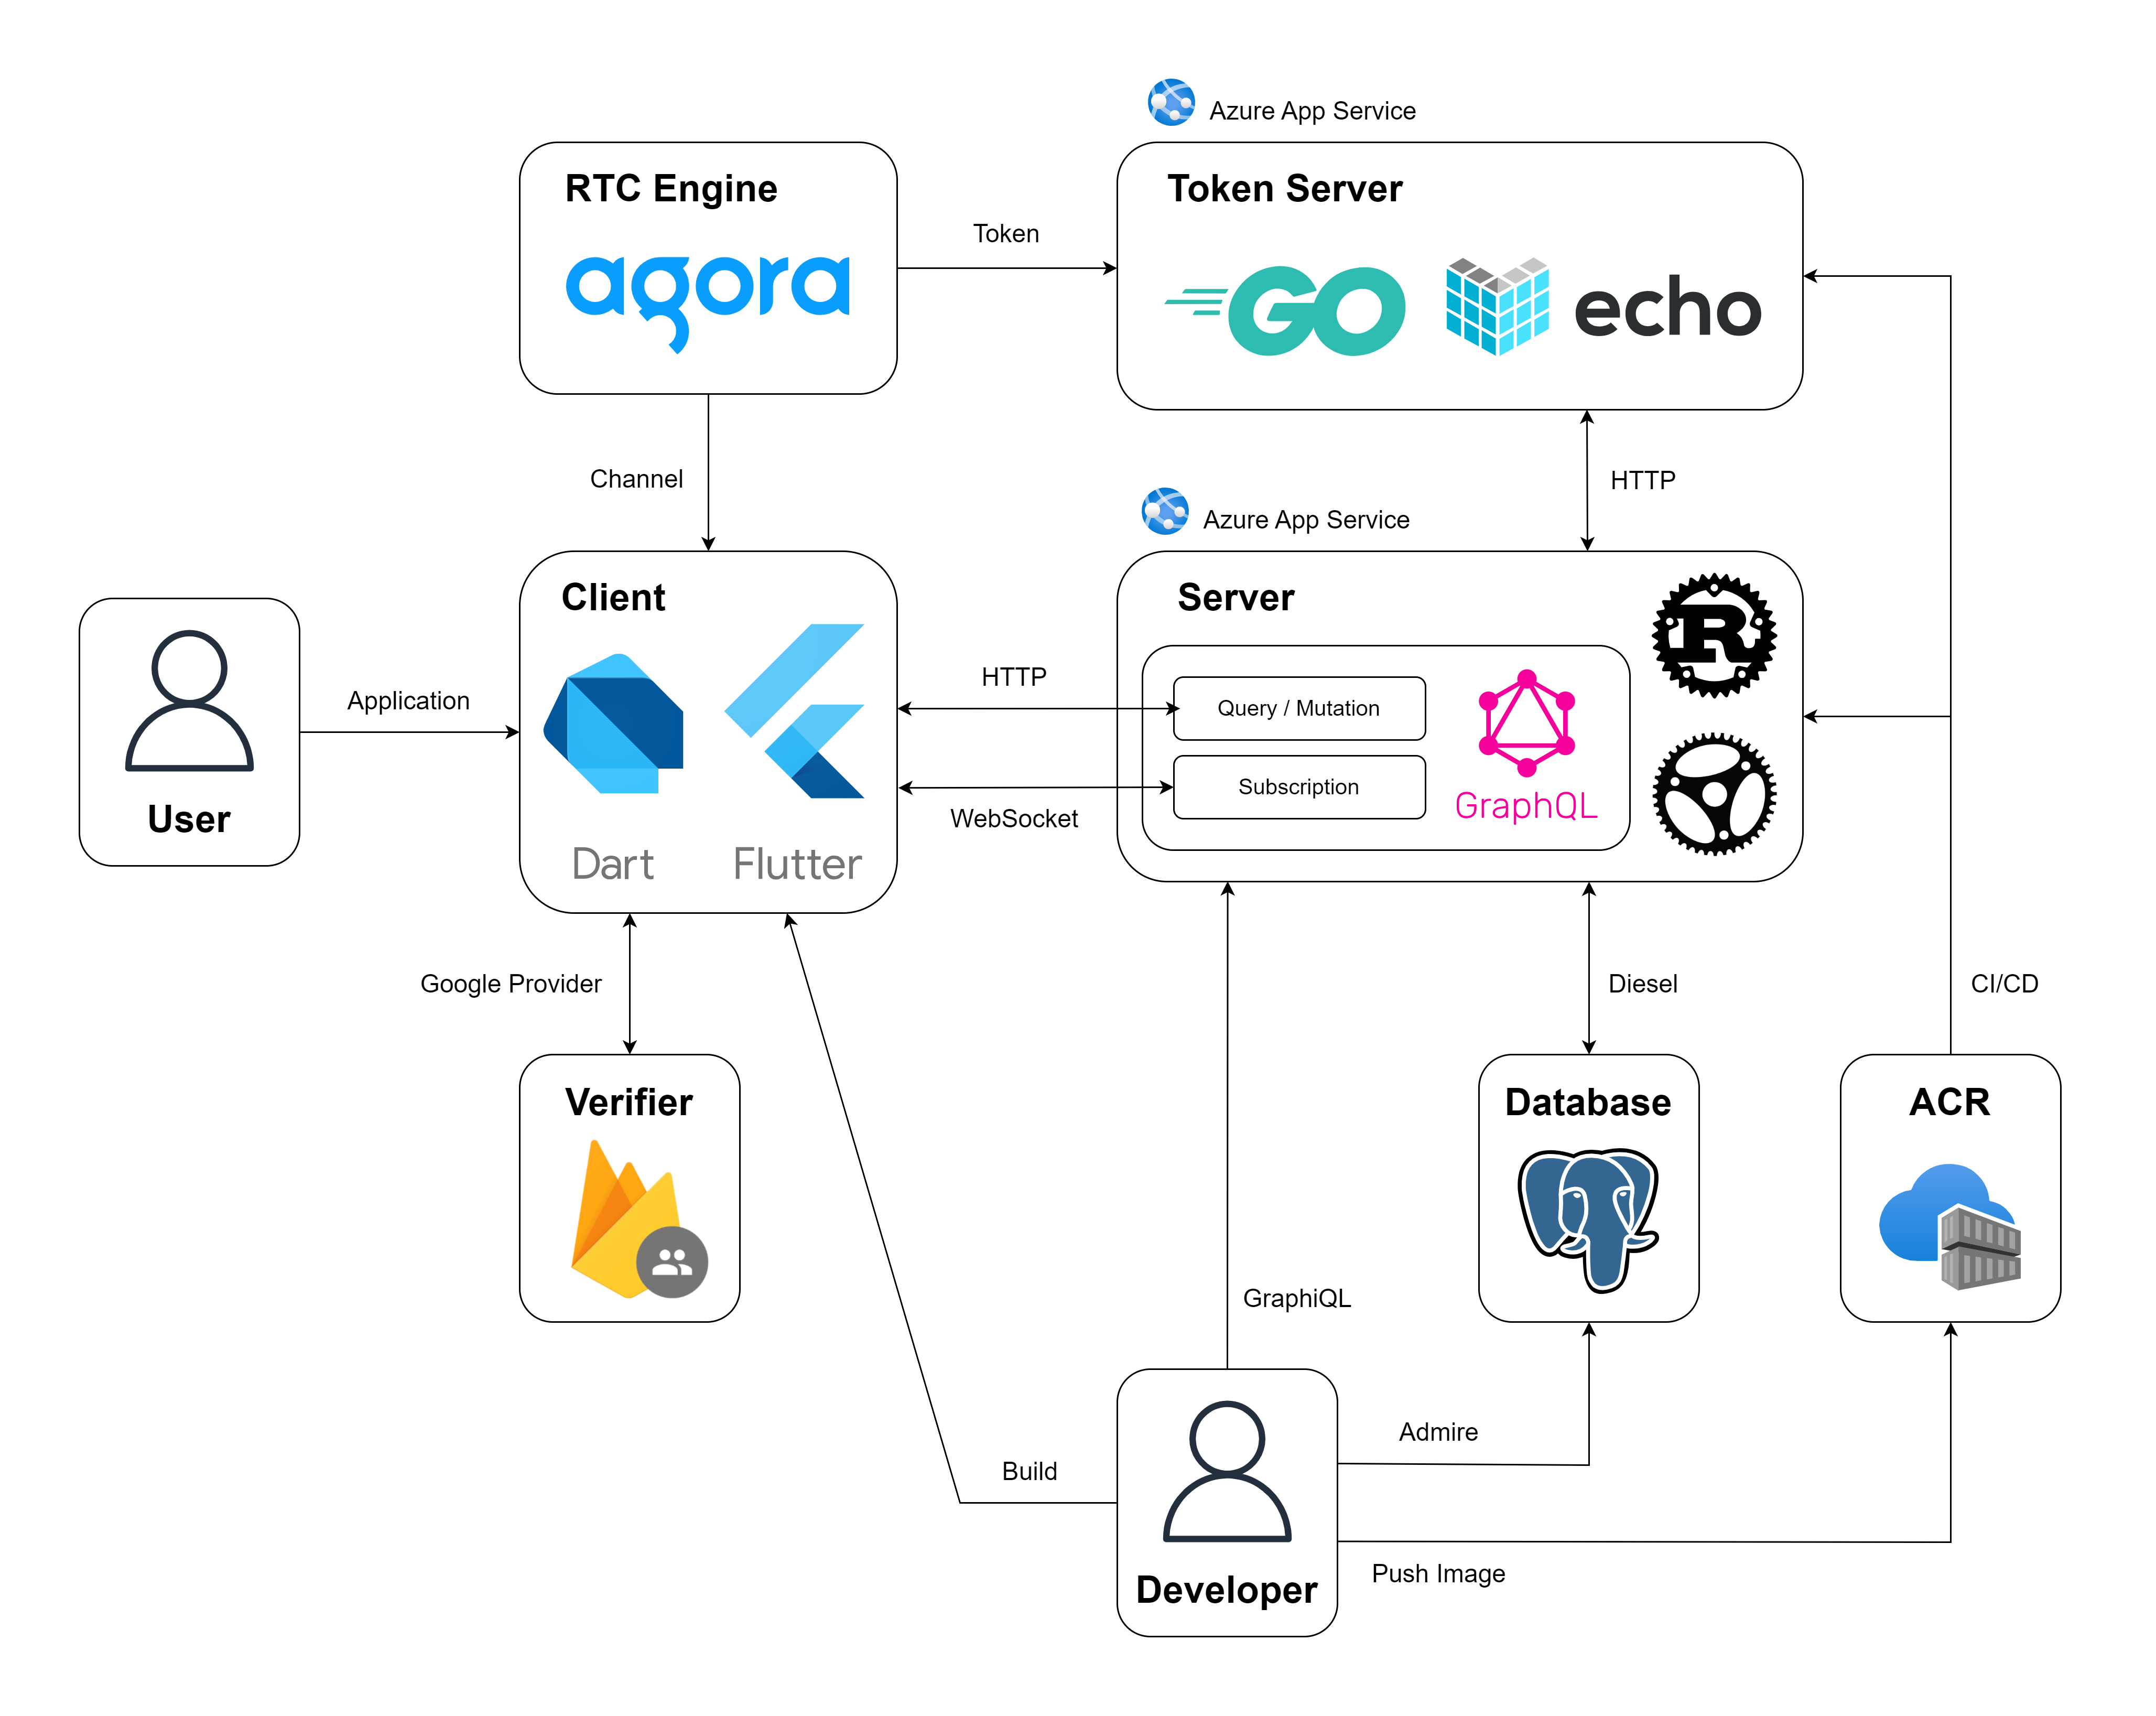 Azure App Service
RTC Engine
agora
Token
Token Server
GO
echo
Channel
HTTP
Azure App Service
User
Application
Client
Dart
Flutter
HTTP
WebSocket
Server
Query / Mutation
Subscription
GraphQL
R
Google Provider
Diesel
CI/CD
Verifier
Database
ACR
GraphiQL
Build
Admire
Push Image
Developer